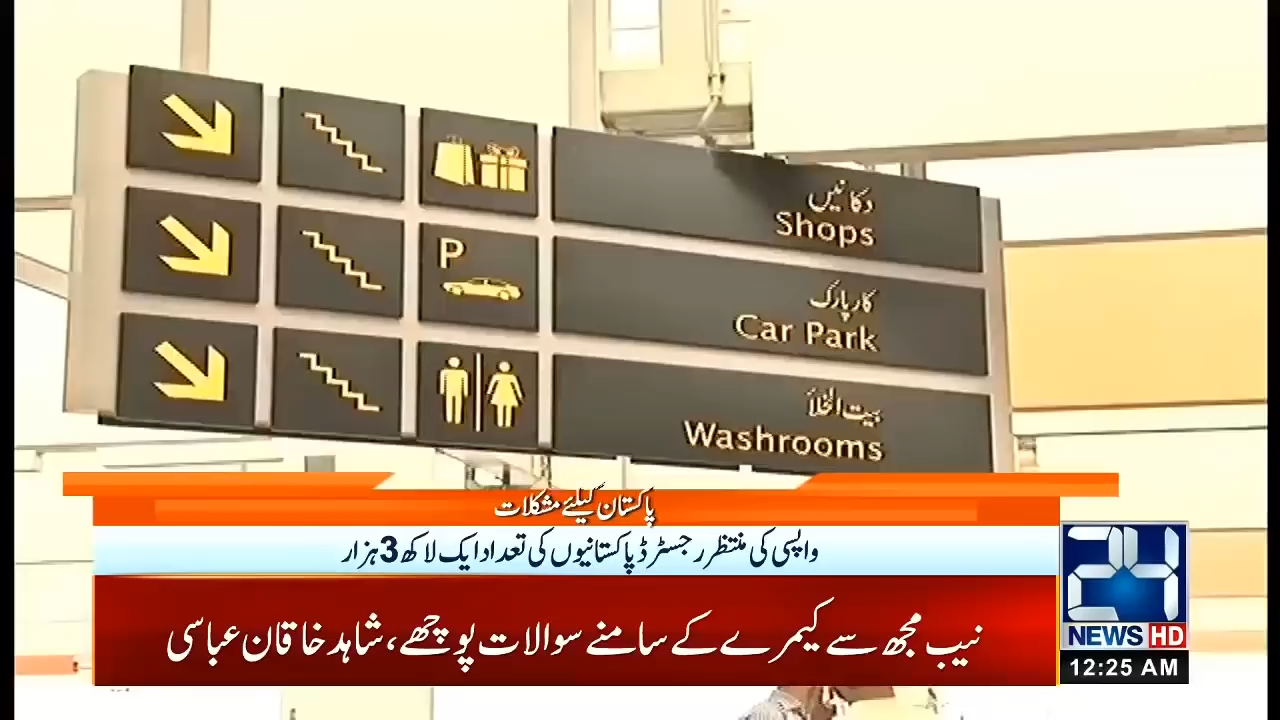 دکانیں
Shops
P
کار پارک
Car Park
بیت الخلأ
Washrooms
پاکستان کیلئے مشکلات
واپسی کی منتظر رجسٹرڈ پاکستانیوں کی تعداد ایک لاکھ 3 ہزار
نیب مجھ سے کیمرے کے سامنے سوالات پوچھے، شاہد خاقان عباسی
24
NEWS HD
12:25 AM